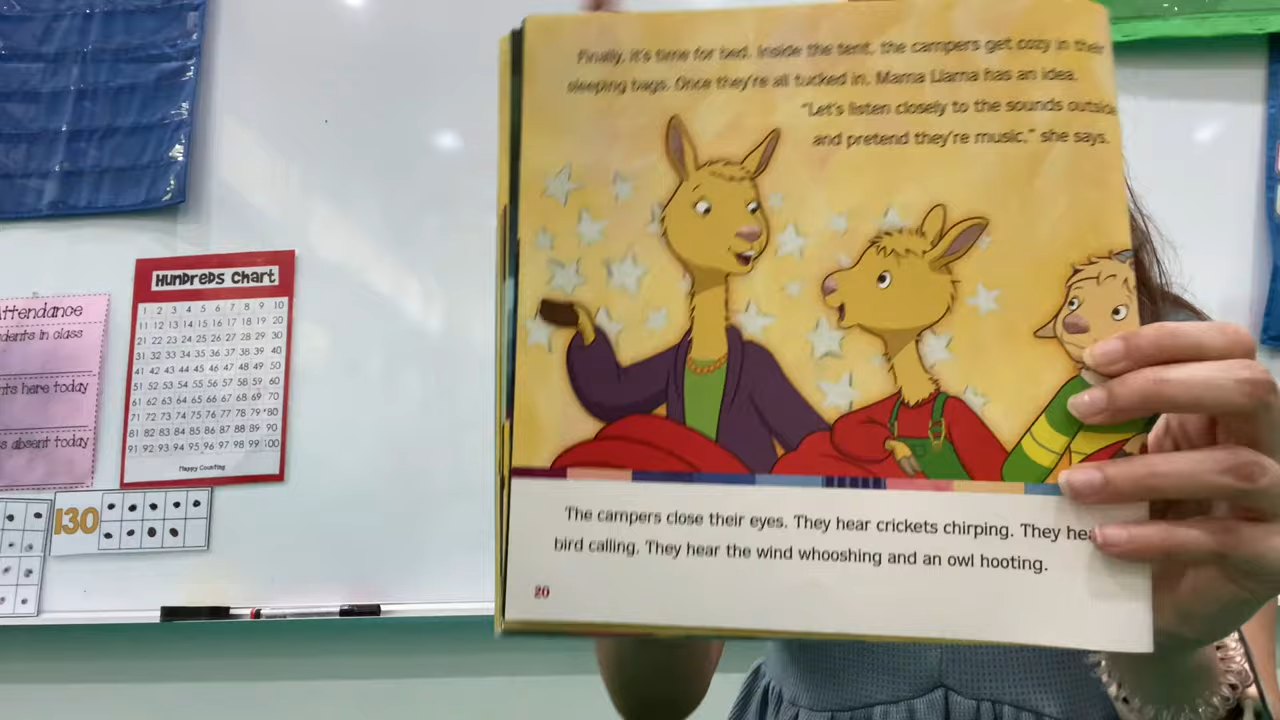 Finally, it's time for bed. Inside the tent, the campers get cozy in their
sleeping bags. Once they're all tucked in, Mama Llama has an idea.
"Let's listen closely to the sounds outside
and pretend they're music," she says.
The campers close their eyes. They hear crickets chirping. They hea
bird calling. They hear the wind whooshing and an owl hooting.
20
Hundreds Chart
1 2 3 4 5 6 7 8 9 10
11 12 13 14 15 16 17 18 19 20
21 22 23 24 25 26 27 28 29 30
31 32 33 34 35 36 37 38 39 40
41 42 43 44 45 46 47 48 49 50
51 52 53 54 55 56 57 58 59 60
61 62 63 64 65 66 67 68 69 70
71 72 73 74 75 76 77 78 79 80
81 82 83 84 85 86 87 88 89 90
91 92 93 94 95 96 97 98 99 100
Happy Counting
Attendance
dents in class
nts here today
s absent today
130